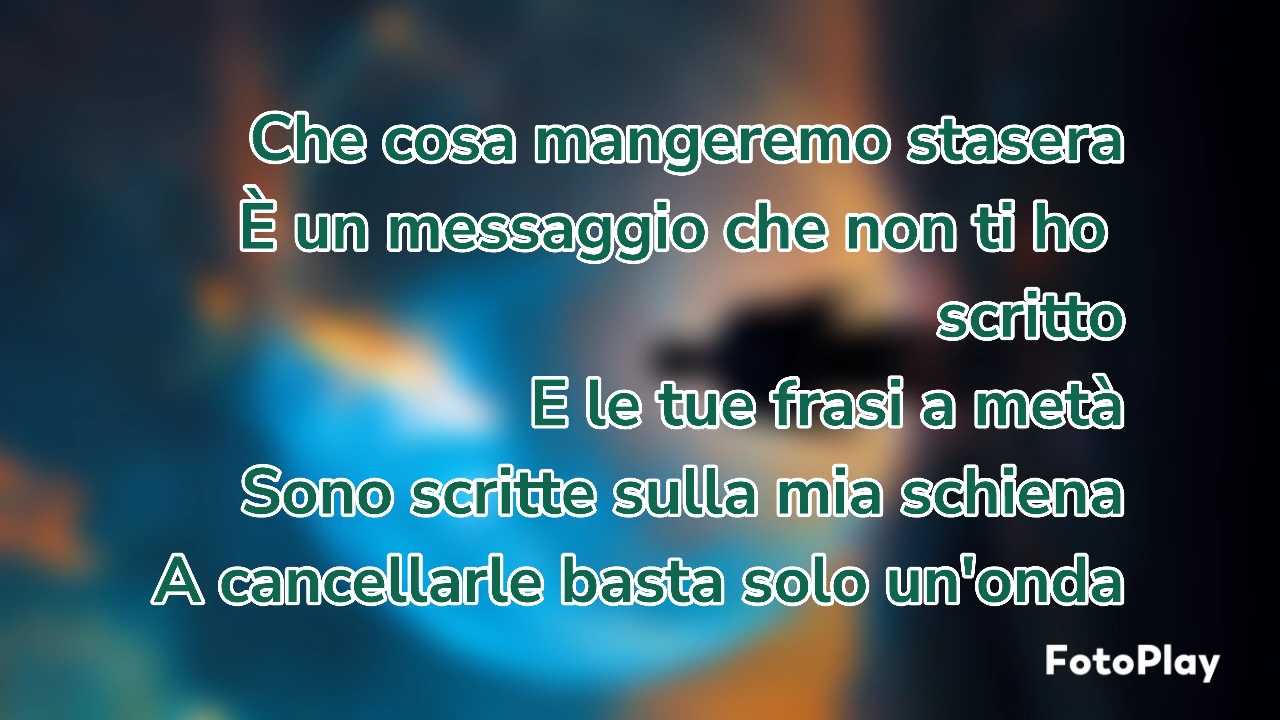 Che cosa mangeremo stasera
È un messaggio che non ti ho
scritto
E le tue frasi a metà
Sono scritte sulla mia schiena
A cancellarle basta solo un'onda
FotoPlay